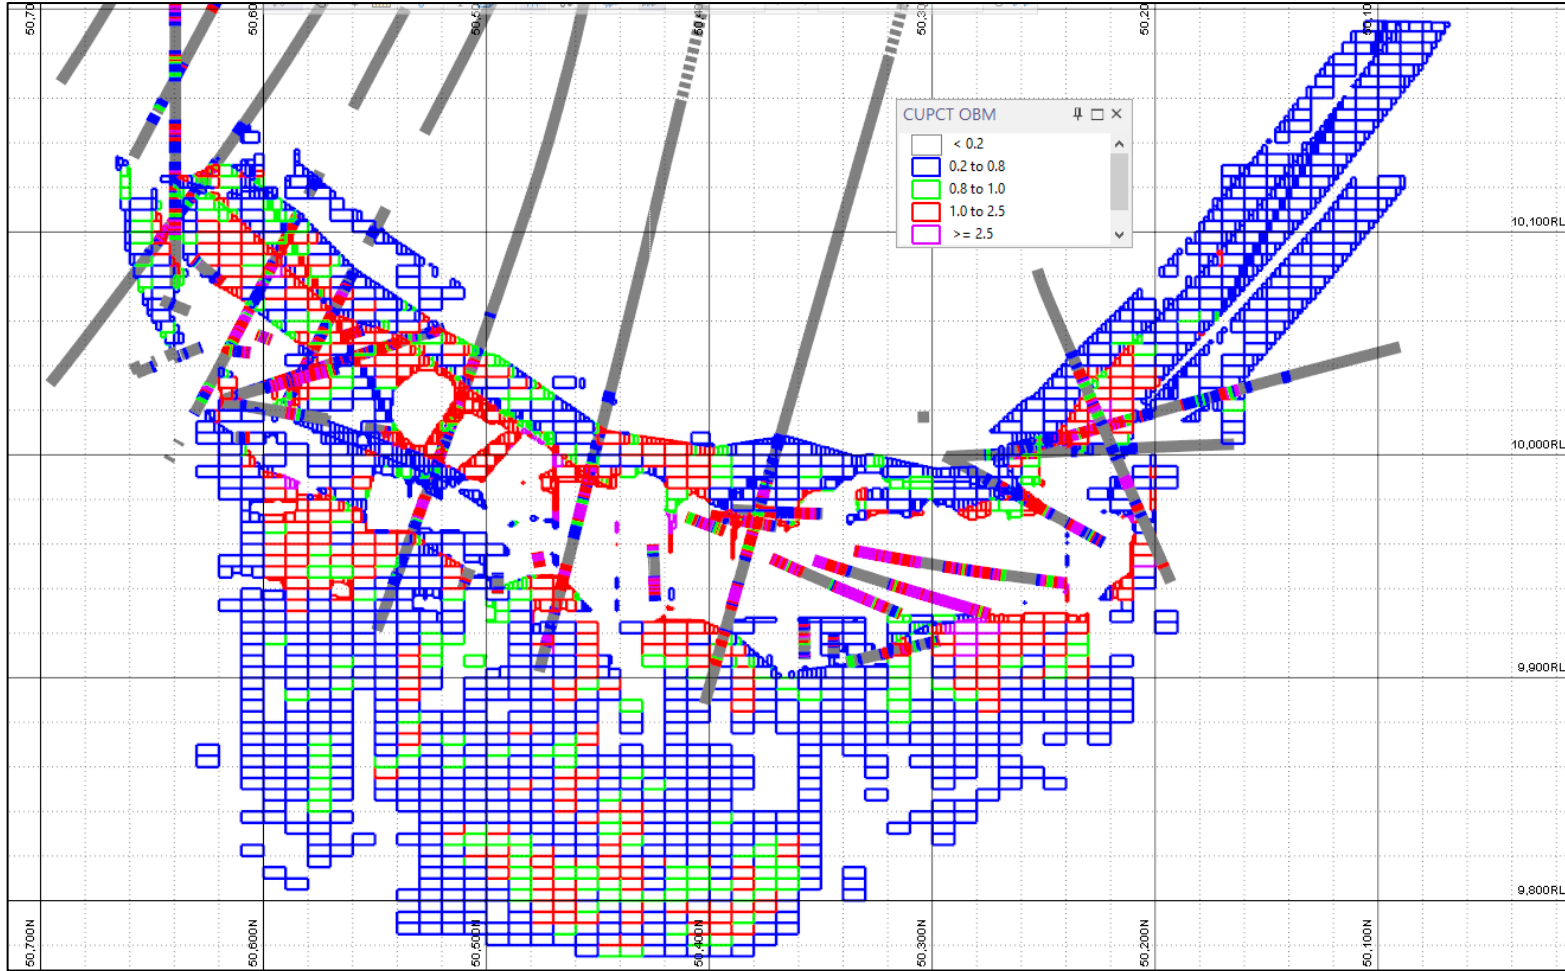 50,700N
50,600N
50,500N
50,400N
50,300N
50,200N
50,100N
CUPCT OBM
< 0.2
0.2 to 0.8
0.8 to 1.0
1.0 to 2.5
>= 2.5
10,100RL
10,000RL
9,900RL
9,800RL